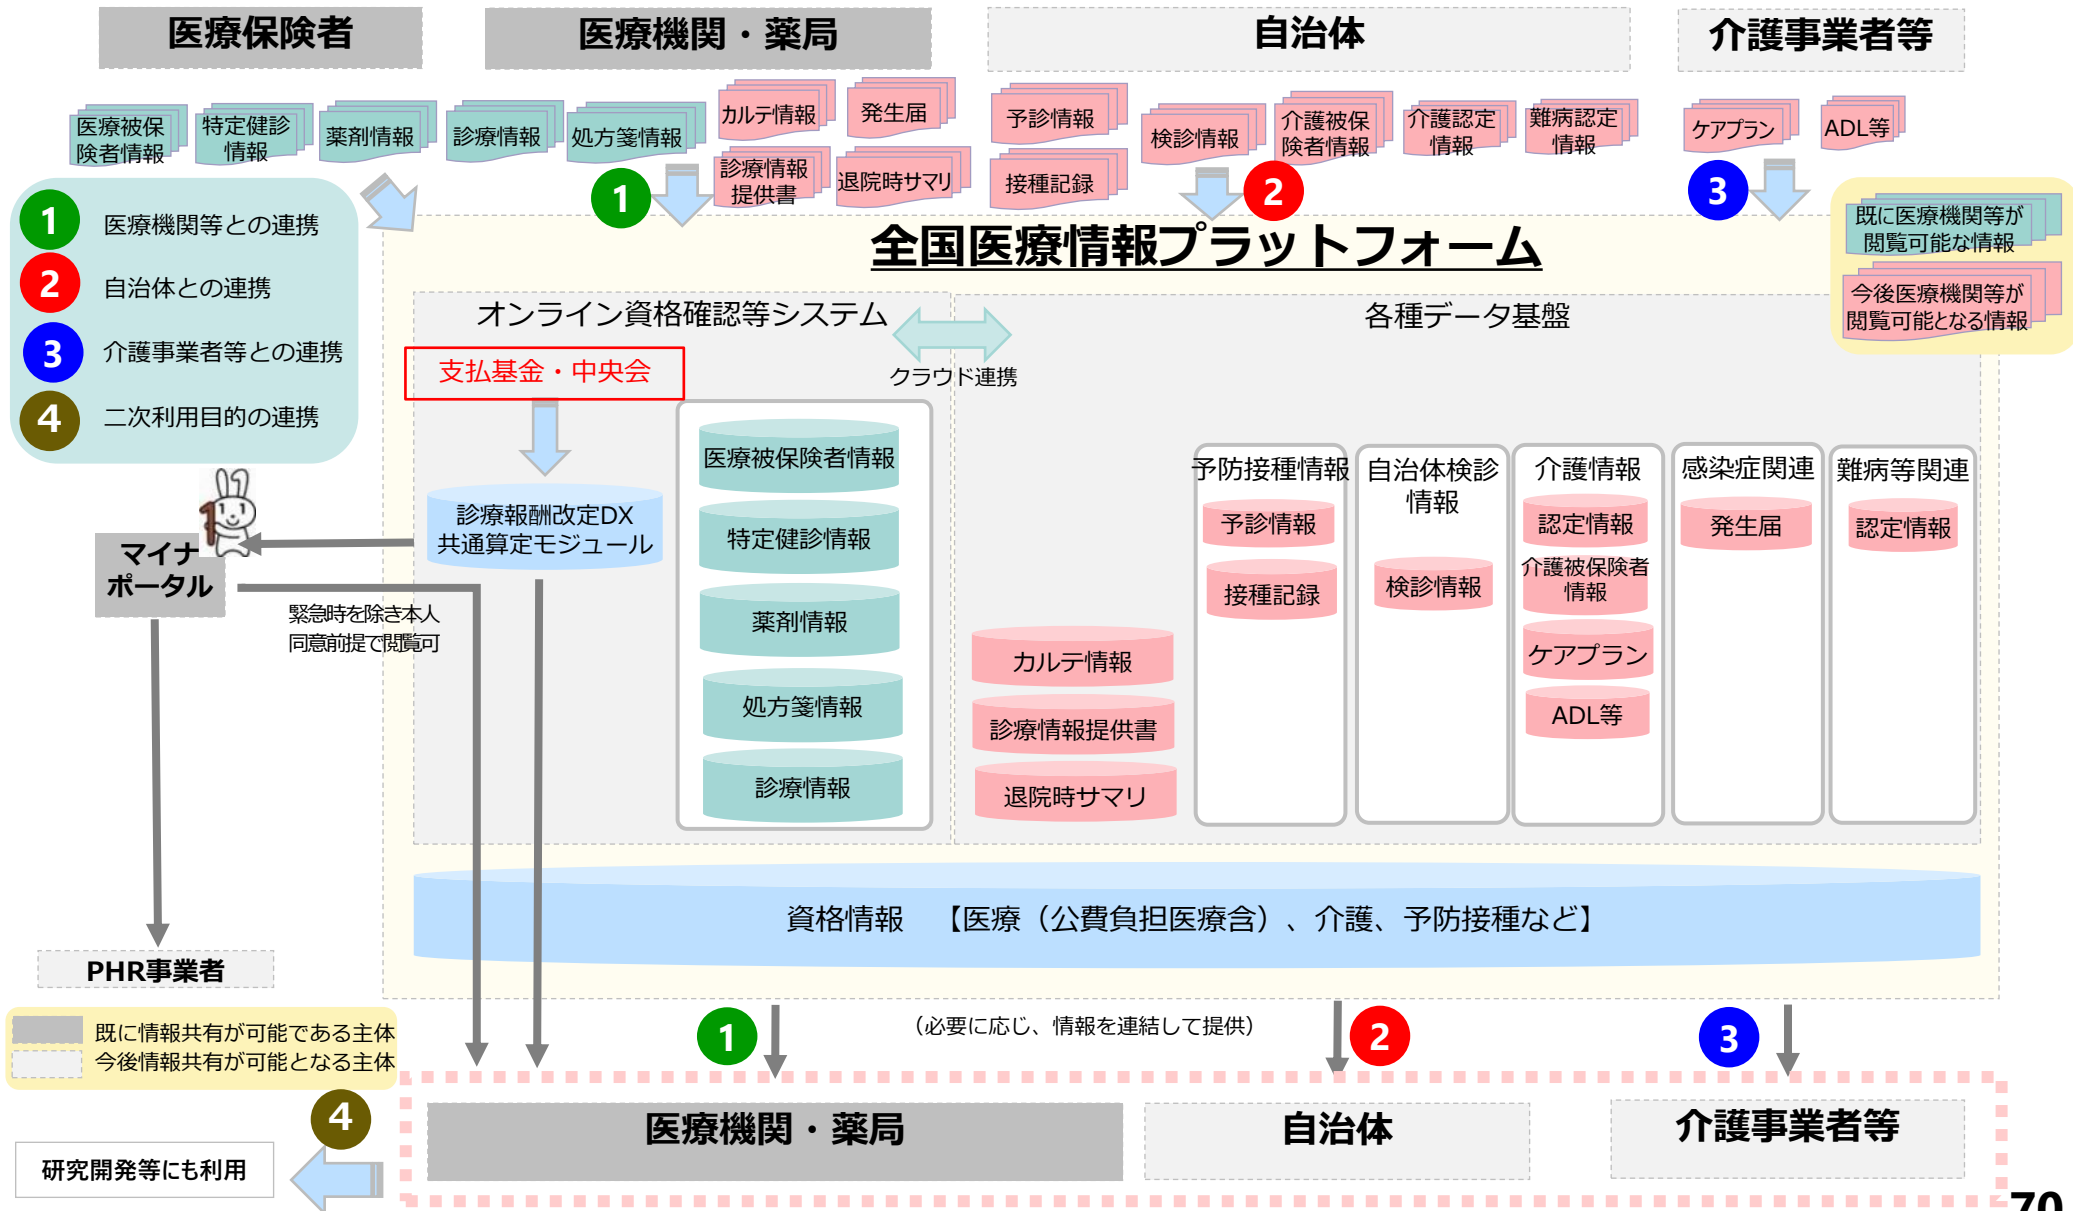 医療保険者
医療機関・薬局
自治体
介護事業者等
医療被保
険者情報
特定健診
情報
薬剤情報
診療情報
処方箋情報
カルテ情報
発生届
診療情報
提供書
退院時サマリ
予診情報
接種記録
検診情報
介護被保
険者情報
介護認定
情報
難病認定
情報
ケアプラン
ADL等
1
2
3
1 医療機関等との連携
2 自治体との連携
3 介護事業者等との連携
4 二次利用目的の連携
既に医療機関等が
閲覧可能な情報
今後医療機関等が
閲覧可能となる情報
全国医療情報プラットフォーム
オンライン資格確認等システム
各種データ基盤
クラウド連携
支払基金・中央会
診療報酬改定DX
共通算定モジュール
医療被保険者情報
特定健診情報
薬剤情報
処方箋情報
診療情報
カルテ情報
診療情報提供書
退院時サマリ
予防接種情報
予診情報
接種記録
自治体検診
情報
検診情報
介護情報
認定情報
介護被保険者
情報
ケアプラン
ADL等
感染症関連
発生届
難病等関連
認定情報
マイナ
ポータル
緊急時を除き本人
同意前提で閲覧可
資格情報　【医療（公費負担医療含）、介護、予防接種など】
PHR事業者
既に情報共有が可能である主体
今後情報共有が可能となる主体
1
（必要に応じ、情報を連結して提供）
2
3
4
医療機関・薬局
自治体
介護事業者等
研究開発等にも利用
70